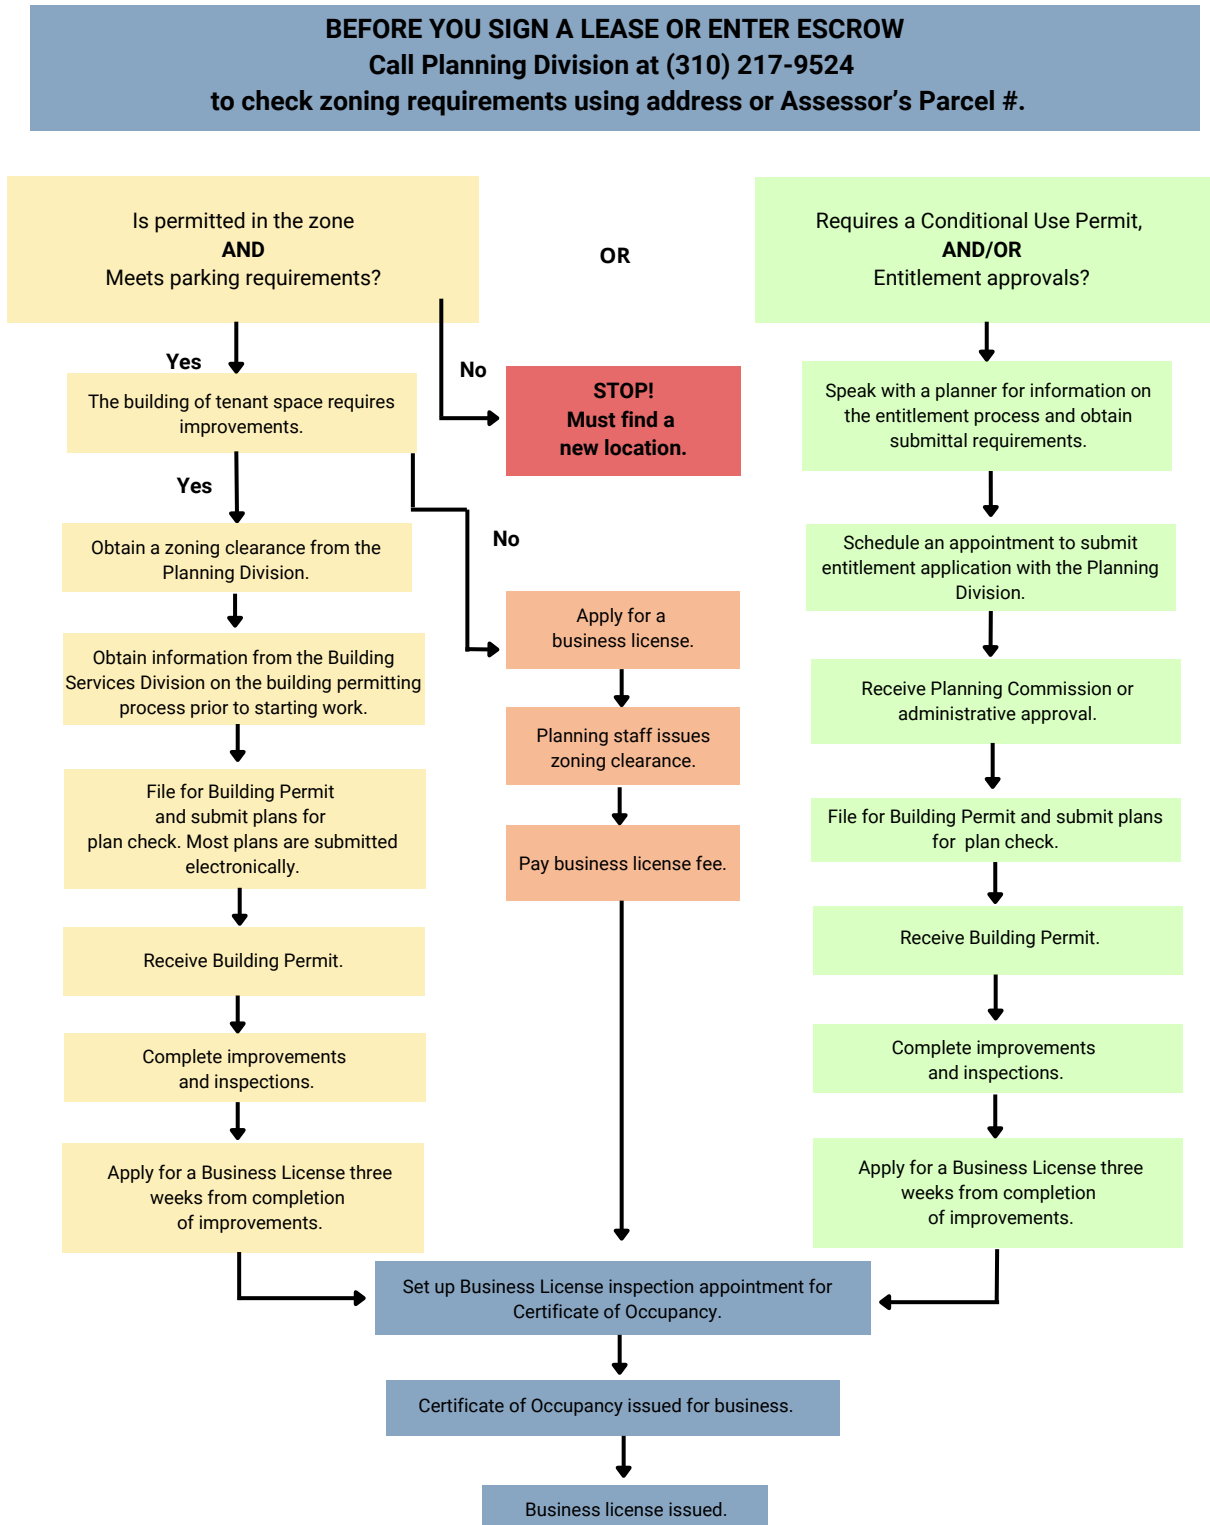 BEFORE YOU SIGN A LEASE OR ENTER ESCROW
Call Planning Division at (310) 217-9524
to check zoning requirements using address or Assessor's Parcel #.
Is permitted in the zone
AND
Meets parking requirements?
OR
Requires a Conditional Use Permit,
AND/OR
Entitlement approvals?
Yes
No
The building of tenant space requires
improvements.
STOP!
Must find a
new location.
Speak with a planner for information on
the entitlement process and obtain
submittal requirements.
Yes
No
Obtain a zoning clearance from the
Planning Division.
Obtain information from the Building
Services Division on the building permitting
process prior to starting work.
File for Building Permit
and submit plans for
plan check. Most plans are submitted
electronically.
Receive Building Permit.
Complete improvements
and inspections.
Apply for a Business License three
weeks from completion
of improvements.
Apply for a
business license.
Planning staff issues
zoning clearance.
Pay business license fee.
Schedule an appointment to submit
entitlement application with the Planning
Division.
Receive Planning Commission or
administrative approval.
File for Building Permit and submit plans
for plan check.
Receive Building Permit.
Complete improvements
and inspections.
Apply for a Business License three
weeks from completion
of improvements.
Set up Business License inspection appointment for
Certificate of Occupancy.
Certificate of Occupancy issued for business.
Business license issued.